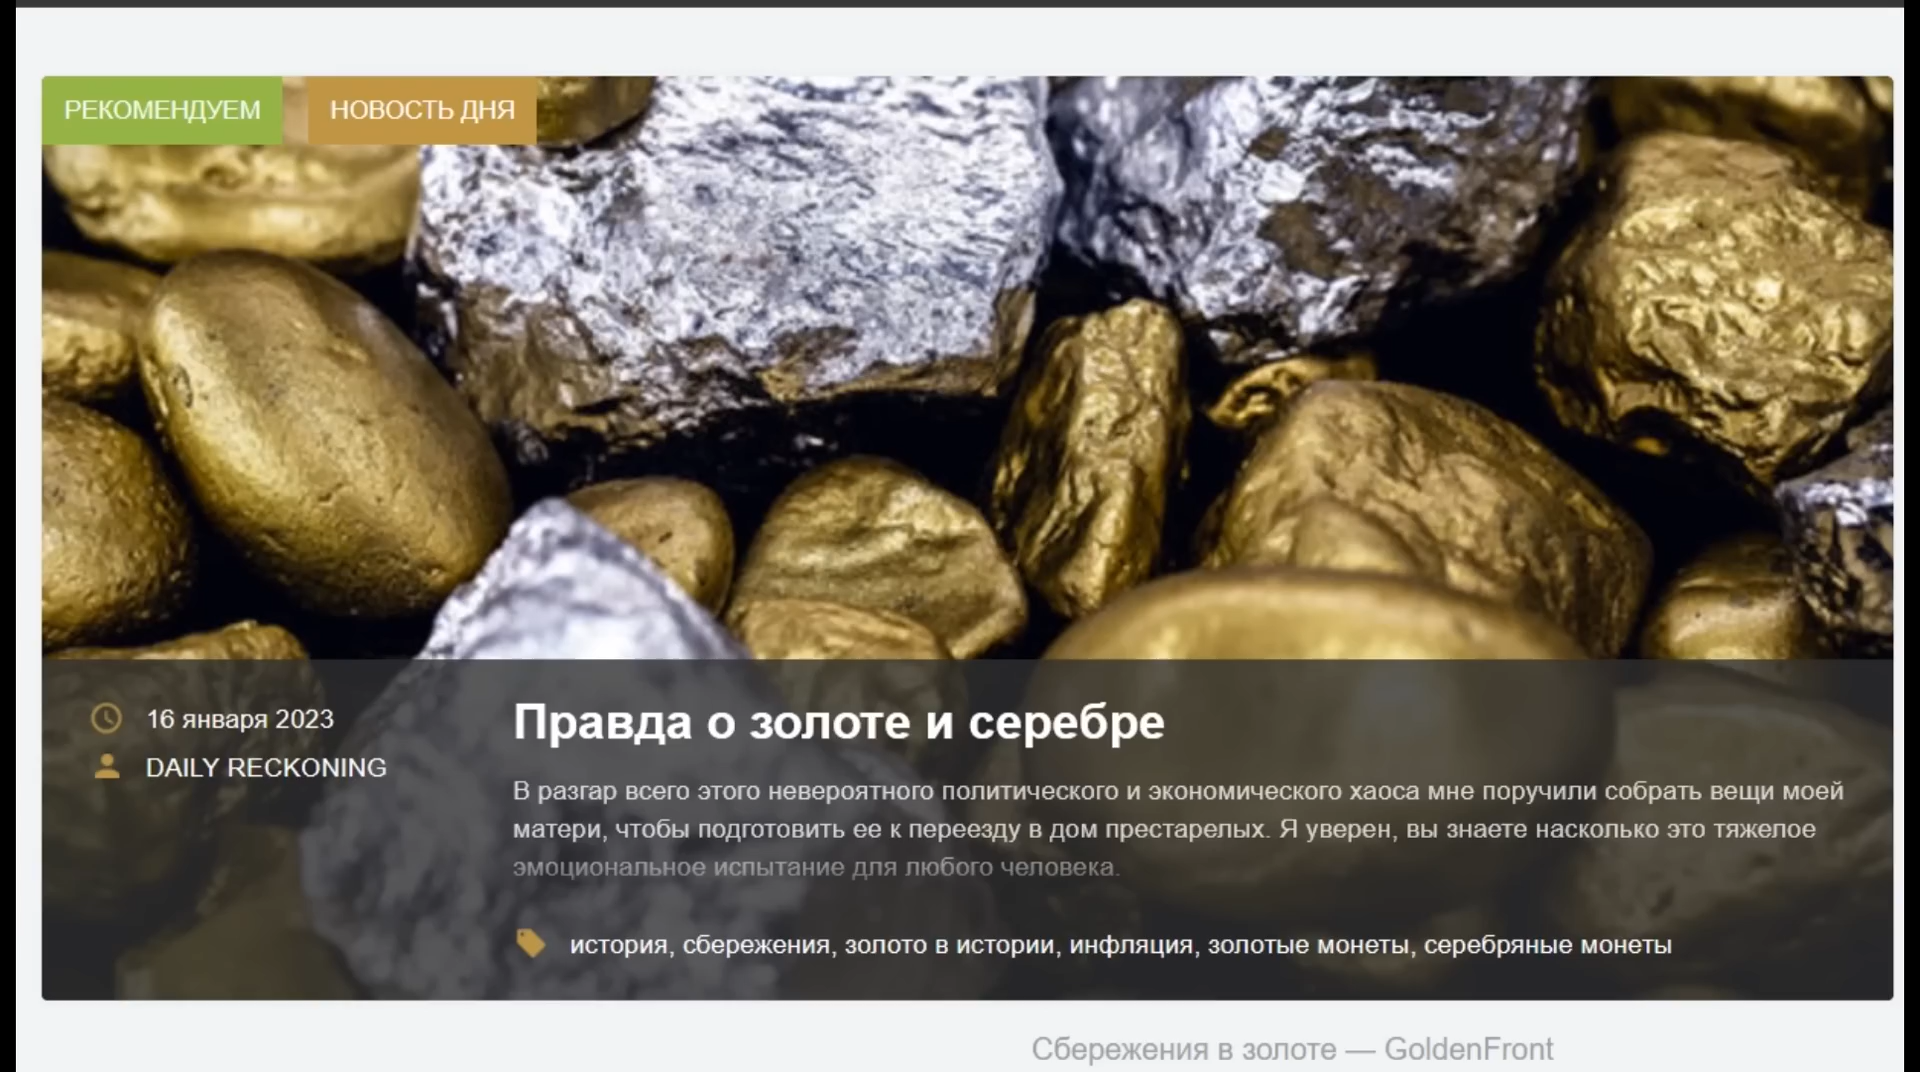 РЕКОМЕНДУЕМ
НОВОСТЬ ДНЯ
16 января 2023
DAILY RECKONING
Правда о золоте и серебре
В разгар всего этого невероятного политического и экономического хаоса мне поручили собрать вещи моей
матери, чтобы подготовить ее к переезду в дом престарелых. Я уверен, вы знаете насколько это тяжелое
эмоциональное испытание для любого человека.
история, сбережения, золото в истории, инфляция, золотые монеты, серебряные монеты
Сбережения в золоте — GoldenFront